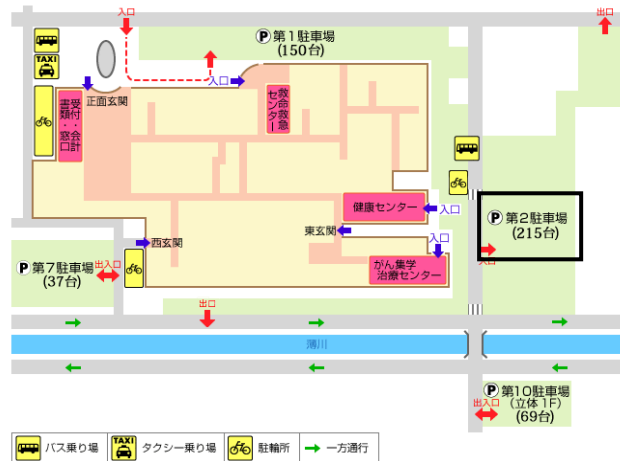 入口
出口
P 第1駐車場
(150台)
TAXI
入口
正面玄関
受付・会計
書類窓口
救命救急
センター
健康センター
入口
P 第2駐車場
(215台)
入口
東玄関
入口
西玄関
がん集学
治療センター
P 第7駐車場
(37台)
出入口
出口
薄川
P 第10駐車場
(立体1F)
出入口
(69台)
バス乗り場
TAXI
タクシー乗り場
駐輪所
一方通行